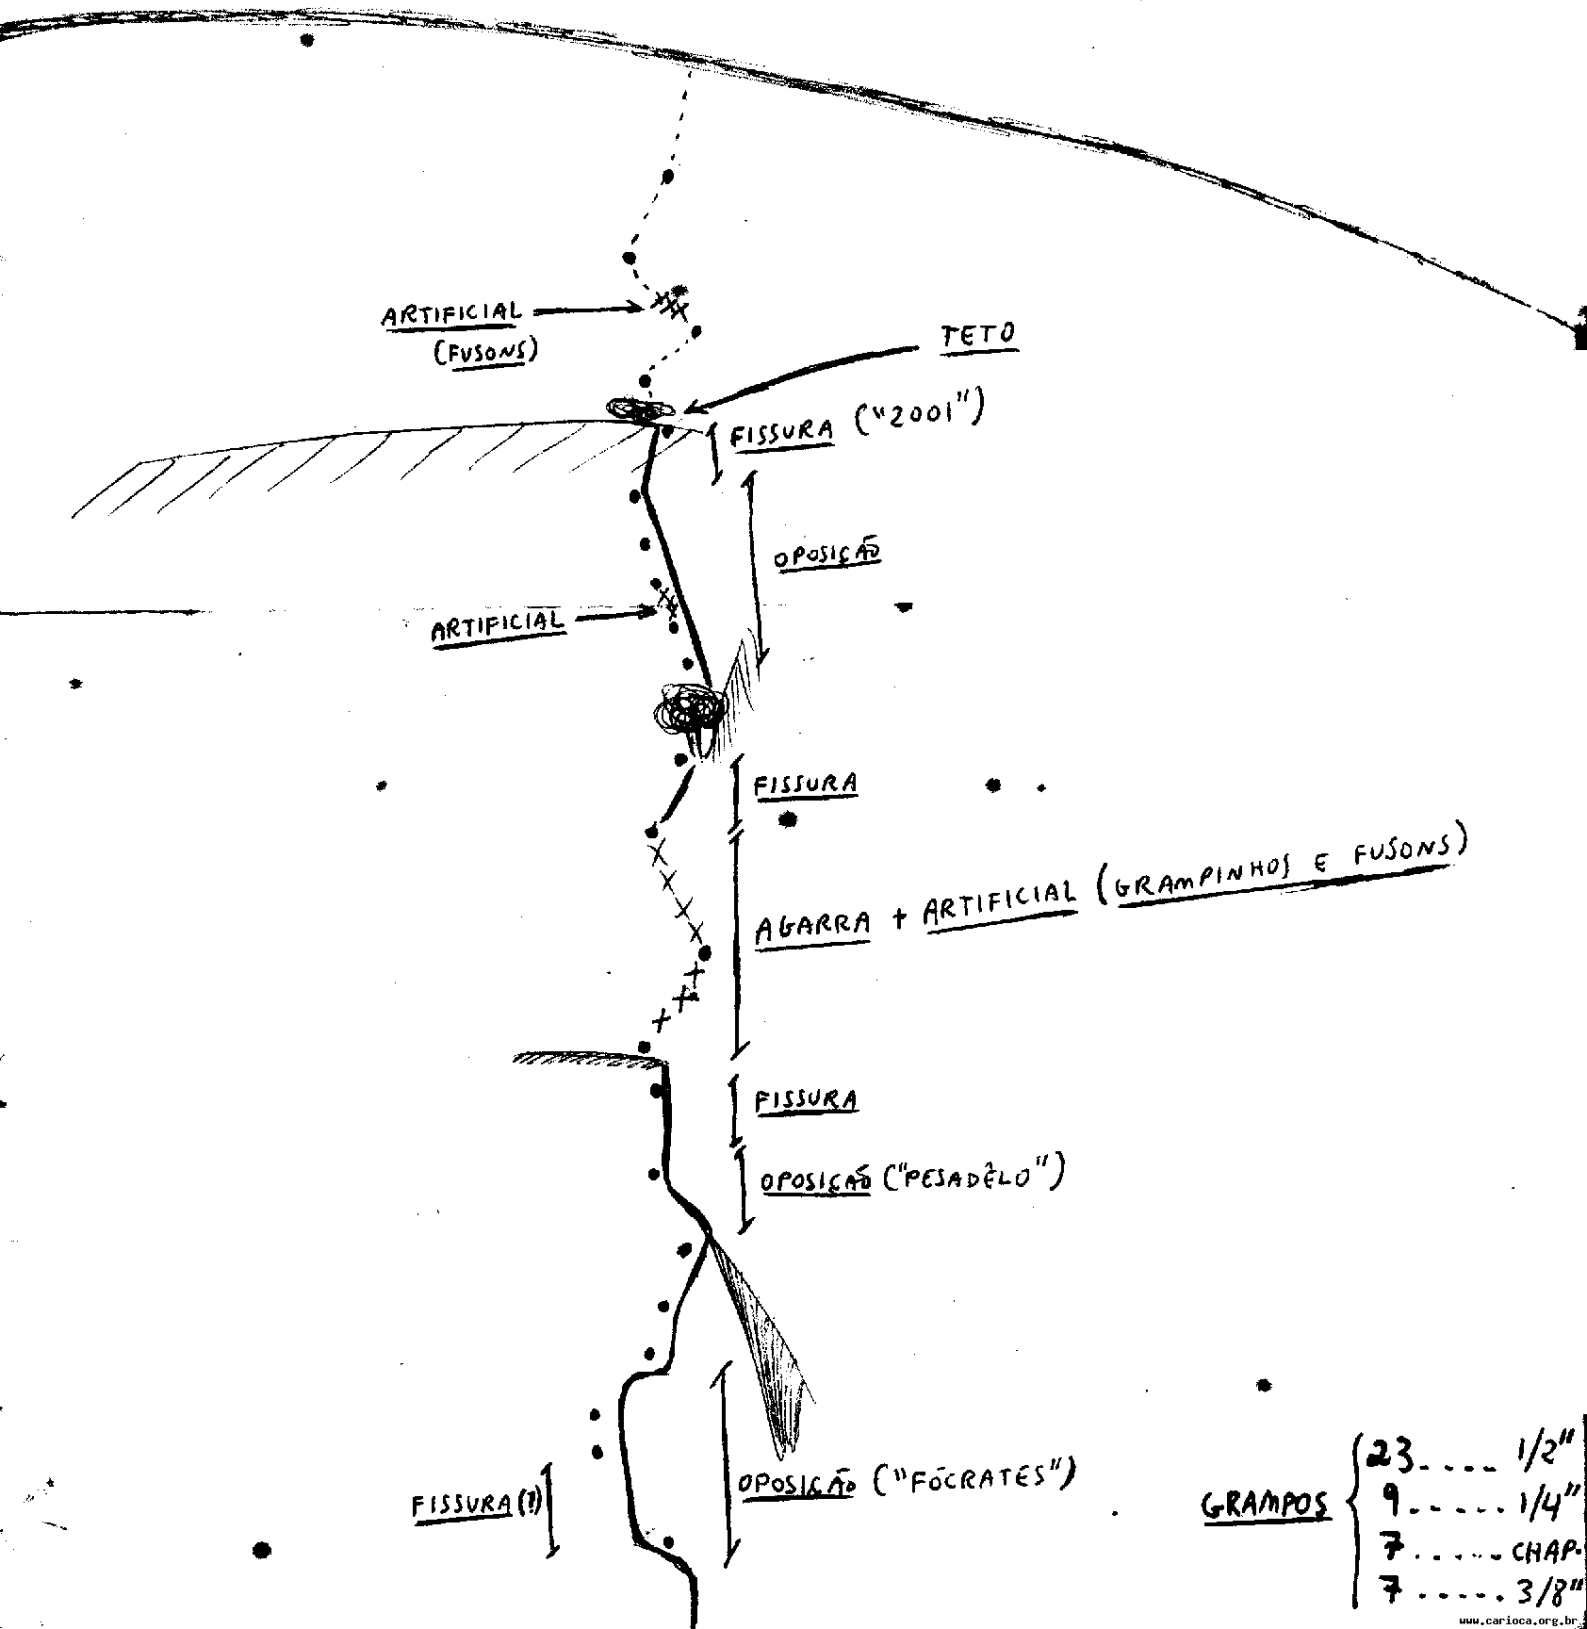 ARTIFICIAL
(FUSONS)
TETO
FISSURA ("2001")
OPOSIÇÃO
ARTIFICIAL
FISSURA
AGARRA + ARTIFICIAL (GRAMPINHOS E FUSONS)
FISSURA
OPOSIÇÃO ("PESADÊLO")
OPOSIÇÃO ("FÓCRATES")
FISSURA (?)
GRAMPOS
23.... 1/2"
9..... 1/4"
7..... CHAP.
7..... 3/8"
www.carioca.org.br